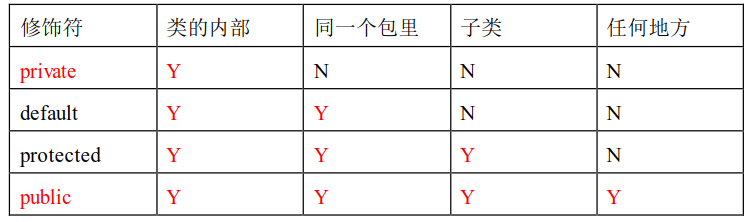 修饰符 类的内部 同一个包里 子类 任何地方
private Y N N N
default Y Y N N
protected Y Y Y N
public Y Y Y Y